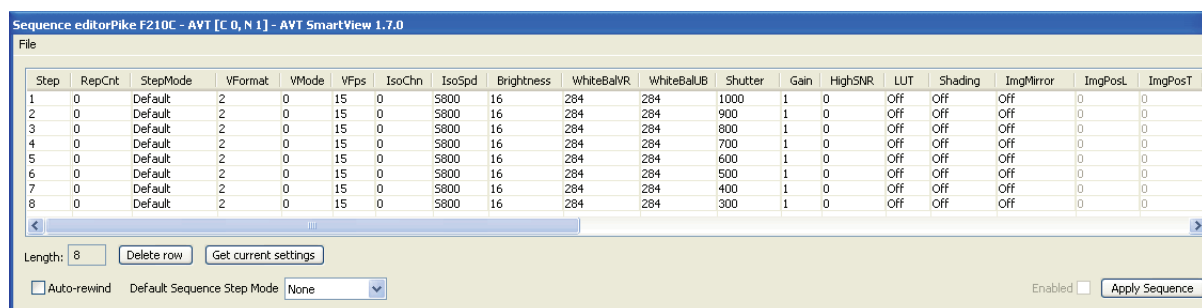 Sequence editorPike F210C - AVT [C 0, N 1] - AVT SmartView 1.7.0
File
Step RepCnt StepMode VFormat VMode VFps IsoChn IsoSpd Brightness WhiteBalVR WhiteBalUB Shutter Gain HighSNR LUT Shading ImgMirror ImgPosL ImgPosT
1 0 Default 2 0 15 0 S800 16 284 284 1000 1 0 Off Off Off 0 0
2 0 Default 2 0 15 0 S800 16 284 284 900 1 0 Off Off Off 0 0
3 0 Default 2 0 15 0 S800 16 284 284 800 1 0 Off Off Off 0 0
4 0 Default 2 0 15 0 S800 16 284 284 700 1 0 Off Off Off 0 0
5 0 Default 2 0 15 0 S800 16 284 284 600 1 0 Off Off Off 0 0
6 0 Default 2 0 15 0 S800 16 284 284 500 1 0 Off Off Off 0 0
7 0 Default 2 0 15 0 S800 16 284 284 400 1 0 Off Off Off 0 0
8 0 Default 2 0 15 0 S800 16 284 284 300 1 0 Off Off Off 0 0
Length: 8 Delete row Get current settings
Auto-rewind Default Sequence Step Mode None Enabled Apply Sequence